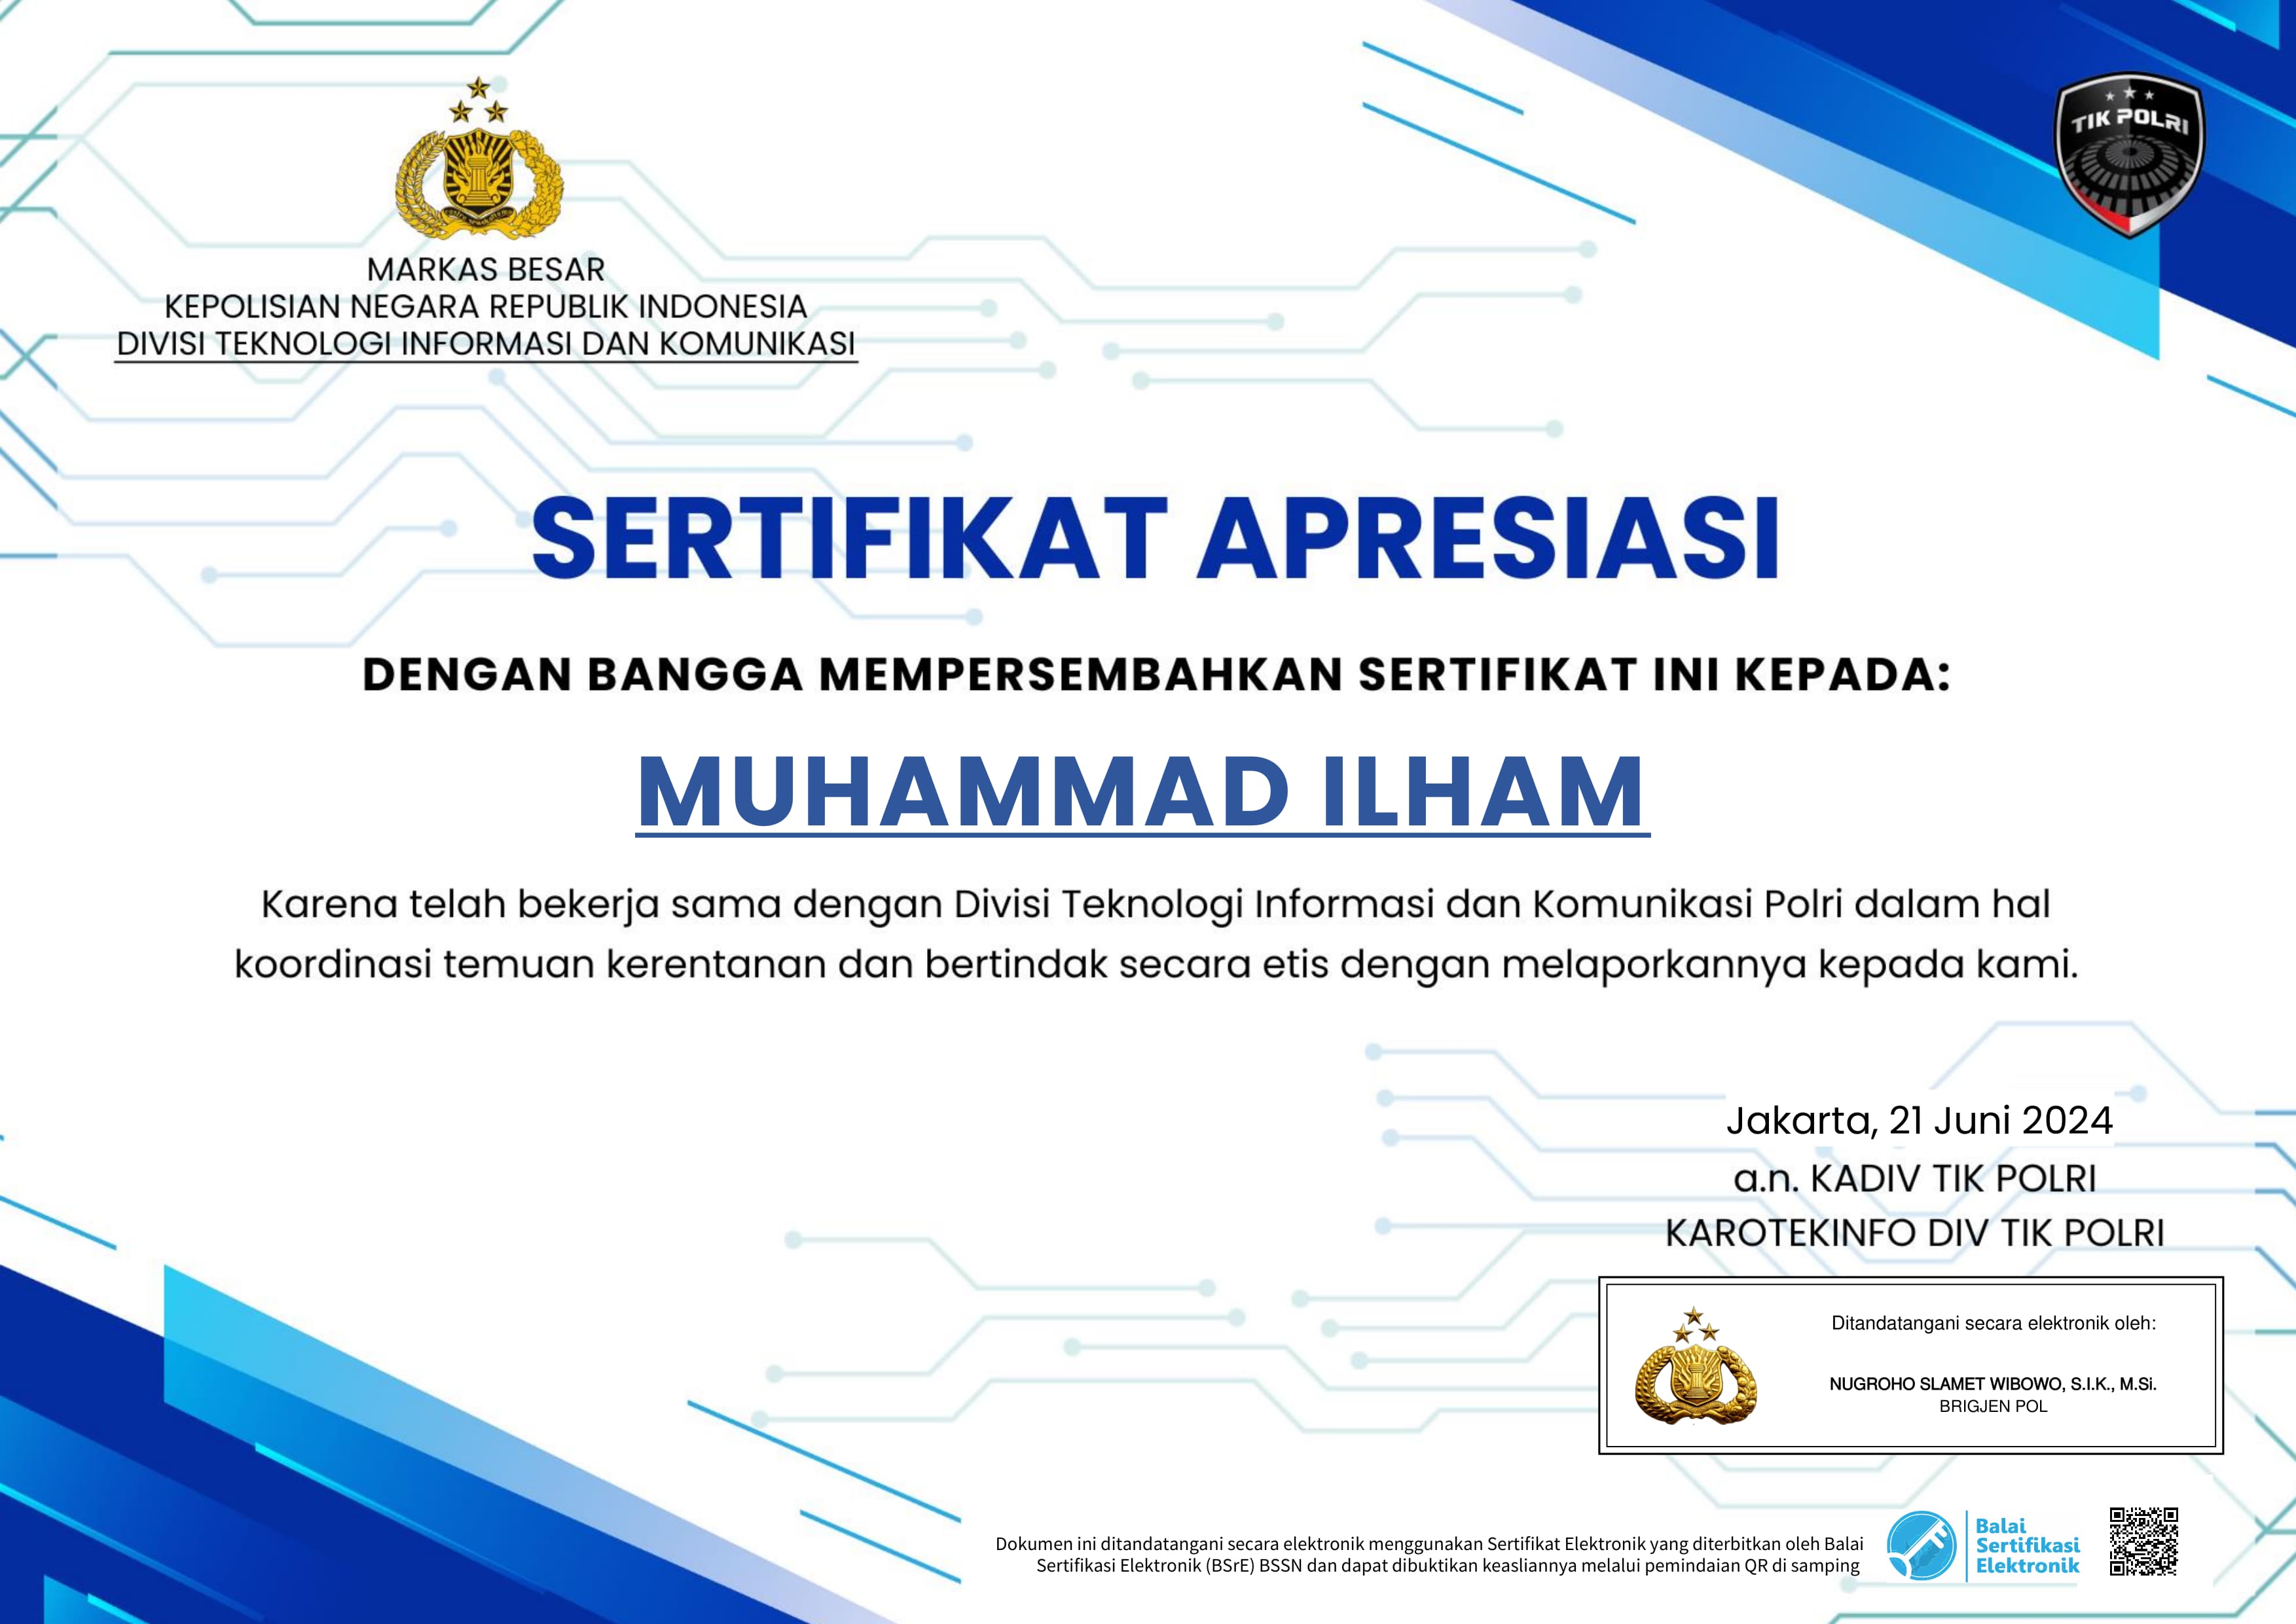 TIK POLRI
MARKAS BESAR
KEPOLISIAN NEGARA REPUBLIK INDONESIA
DIVISI TEKNOLOGI INFORMASI DAN KOMUNIKASI
SERTIFIKAT APRESIASI
DENGAN BANGGA MEMPERSEMBAHKAN SERTIFIKAT INI KEPADA:
MUHAMMAD ILHAM
Karena telah bekerja sama dengan Divisi Teknologi Informasi dan Komunikasi Polri dalam hal
koordinasi temuan kerentanan dan bertindak secara etis dengan melaporkannya kepada kami.
Jakarta, 21 Juni 2024
a.n. KADIV TIK POLRI
KAROTEKINFO DIV TIK POLRI
Ditandatangani secara elektronik oleh:
NUGROHO SLAMET WIBOWO, S.I.K., M.Si.
BRIGJEN POL
Dokumen ini ditandatangani secara elektronik menggunakan Sertifikat Elektronik yang diterbitkan oleh Balai
Sertifikasi Elektronik (BSrE) BSSN dan dapat dibuktikan keasliannya melalui pemindaian QR di samping
Balai
Sertifikasi
Elektronik